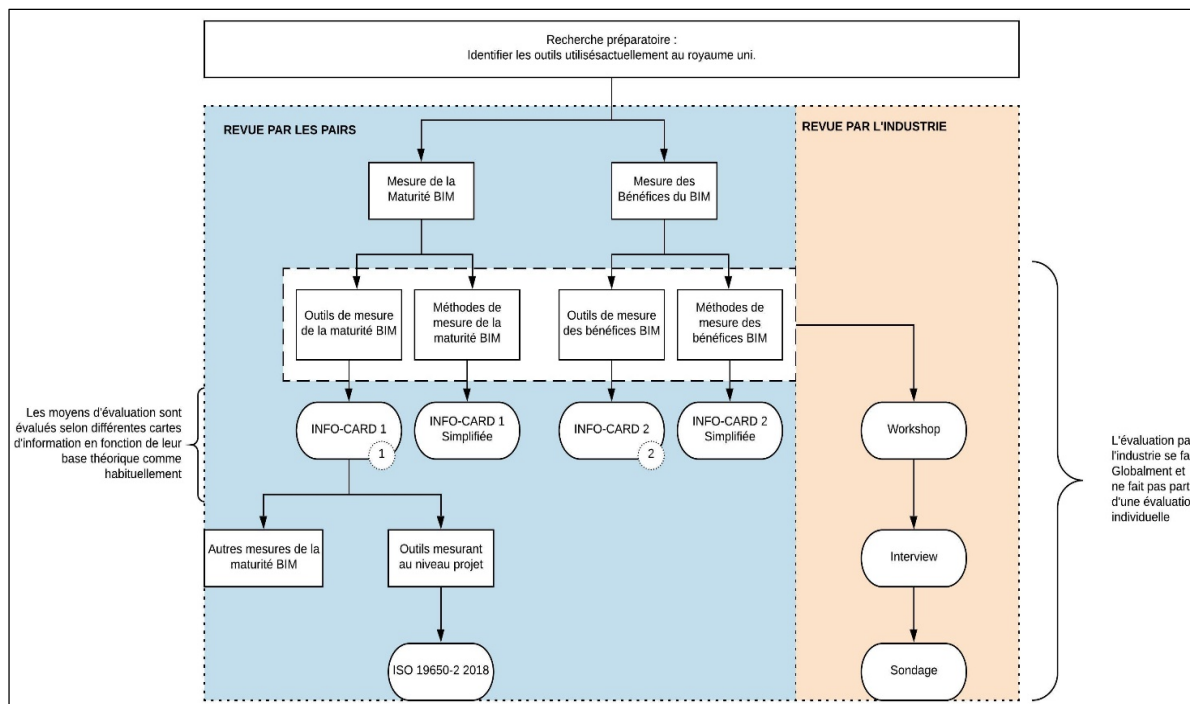 Recherche préparatoire :
Identifier les outils utilisésactuellement au royaume uni.
REVUE PAR LES PAIRS
REVUE PAR L'INDUSTRIE
Mesure de la
Maturité BIM
Mesure des
Bénéfices du BIM
Outils de mesure
de la maturité BIM
Méthodes de
mesure de la
maturité BIM
Outils de mesure
des bénéfices BIM
Méthodes de
mesure des
bénéfices BIM
Les moyens d'évaluation sont
évalués selon différentes cartes
d'information en fonction de leur
base théorique comme
habituellement
INFO-CARD 1
1
INFO-CARD 1
Simplifiée
INFO-CARD 2
2
INFO-CARD 2
Simplifiée
Workshop
L'évaluation pa
l'industrie se fa
Globalment et
ne fait pas part
d'une évaluatio
individuelle
Autres mesures de la
maturité BIM
Outils mesurant
au niveau projet
Interview
ISO 19650-2 2018
Sondage